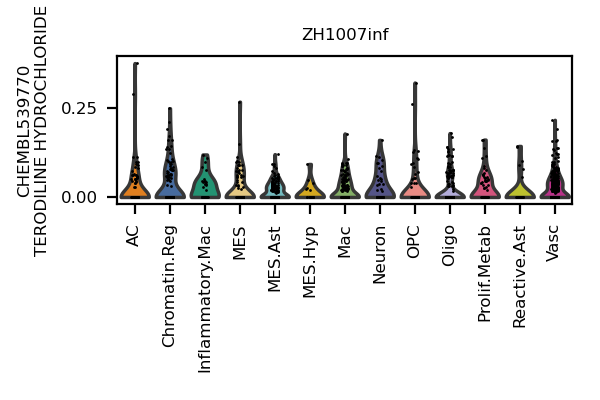 ZH1007inf
CHEMBL539770
TERODILINE HYDROCHLORIDE
0.25
0.00
AC
Chromatin.Reg
Inflammatory.Mac
MES
MES.Ast
MES.Hyp
Mac
Neuron
OPC
Oligo
Prolif.Metab
Reactive.Ast
Vasc